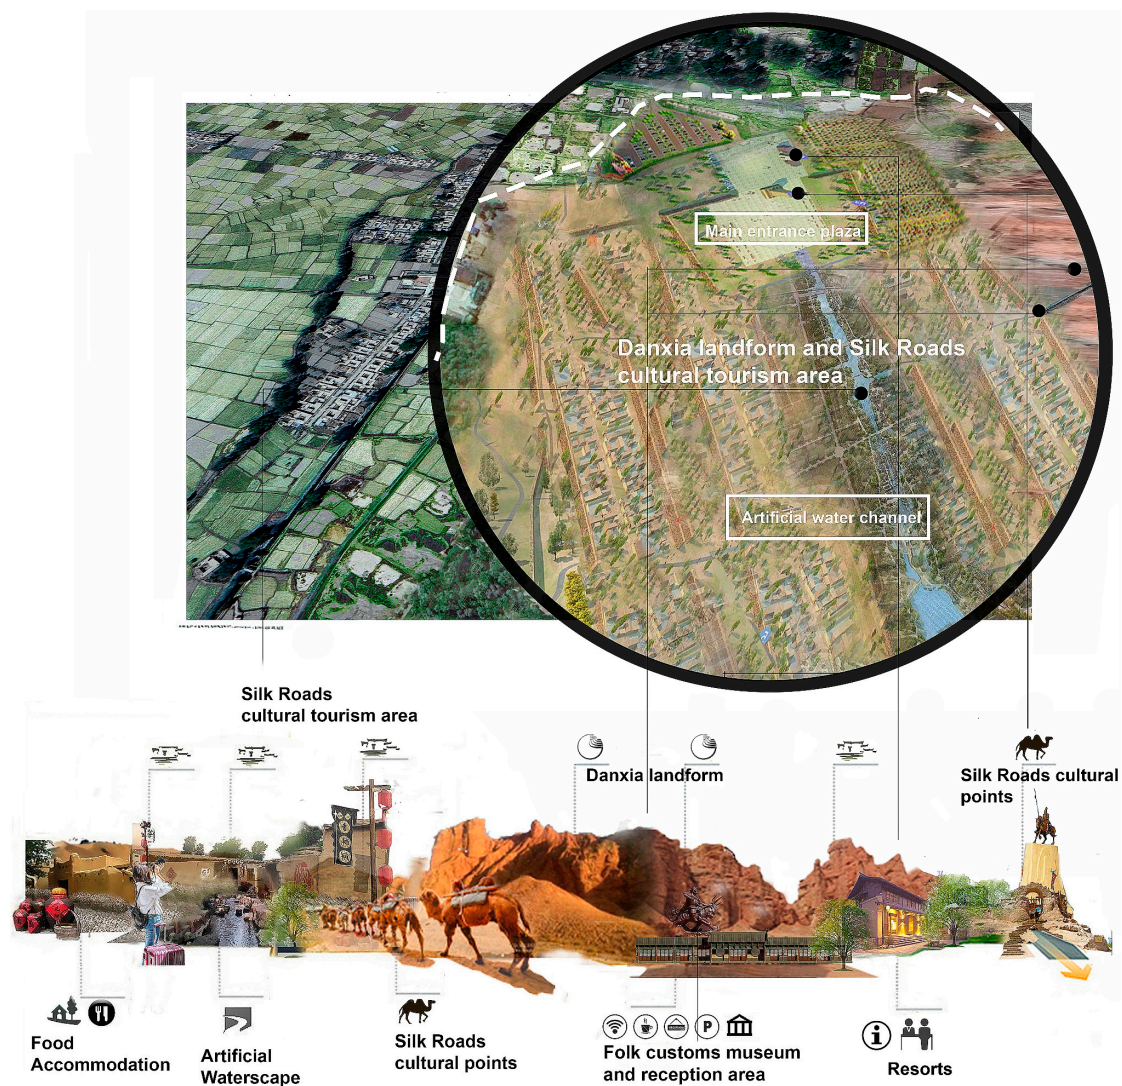 Main entrance plaza
Danxia landform and Silk Roads
cultural tourism area
Artificial water channel
Silk Roads
cultural tourism area
Danxia landform
Silk Roads cultural
points
P
i
Food
Accommodation
Artificial
Waterscape
Silk Roads
cultural points
Folk customs museum
and reception area
Resorts